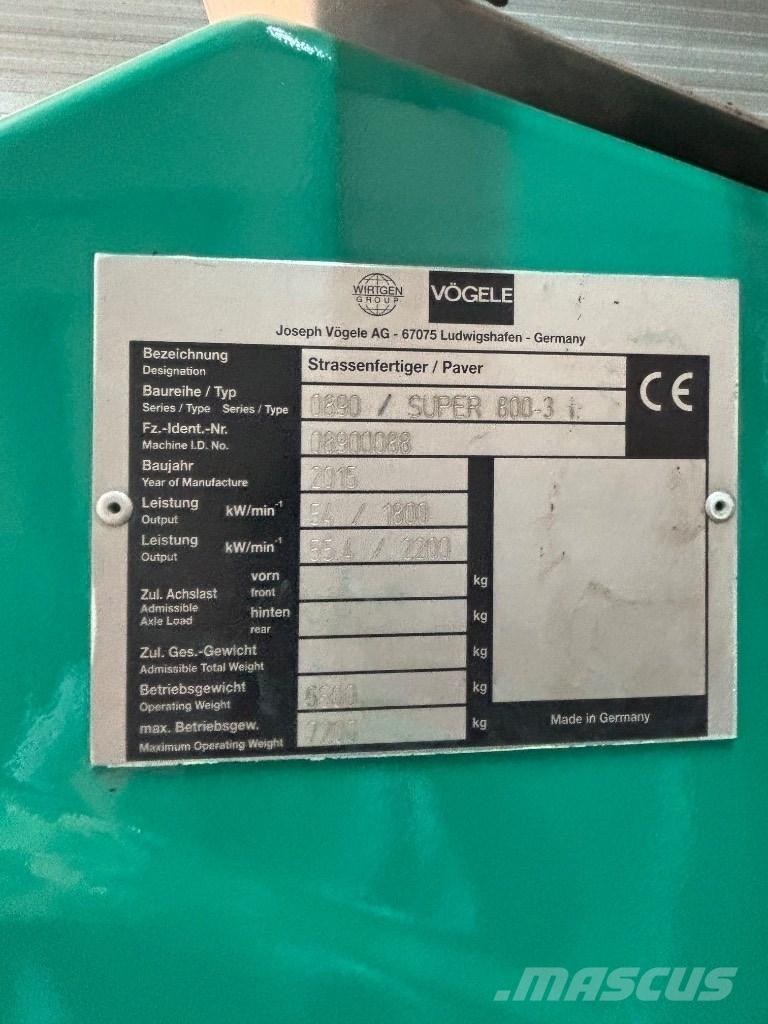 WIRTGEN
GROUP
VÖGELE
Joseph Vögele AG - 67075 Ludwigshafen - Germany
Bezeichnung
Designation
Strassenfertiger / Paver
CE
Baureihe / Typ
Series / Type Series / Type
0890 / SUPER 800-3 i
Fz.-Ident.-Nr.
Machine I.D. No.
08900088
Baujahr
Year of Manufacture
2015
Leistung
Output
kW/min⁻¹
54 / 1800
Leistung
Output
kW/min⁻¹
55.4 / 2200
Zul. Achslast
Admissible
Axle Load
vorn
front
kg
hinten
rear
kg
Zul. Ges.-Gewicht
Admissible Total Weight
kg
Betriebsgewicht
Operating Weight
kg
max. Betriebsgew.
Maximum Operating Weight
kg
Made in Germany
.MASCUS